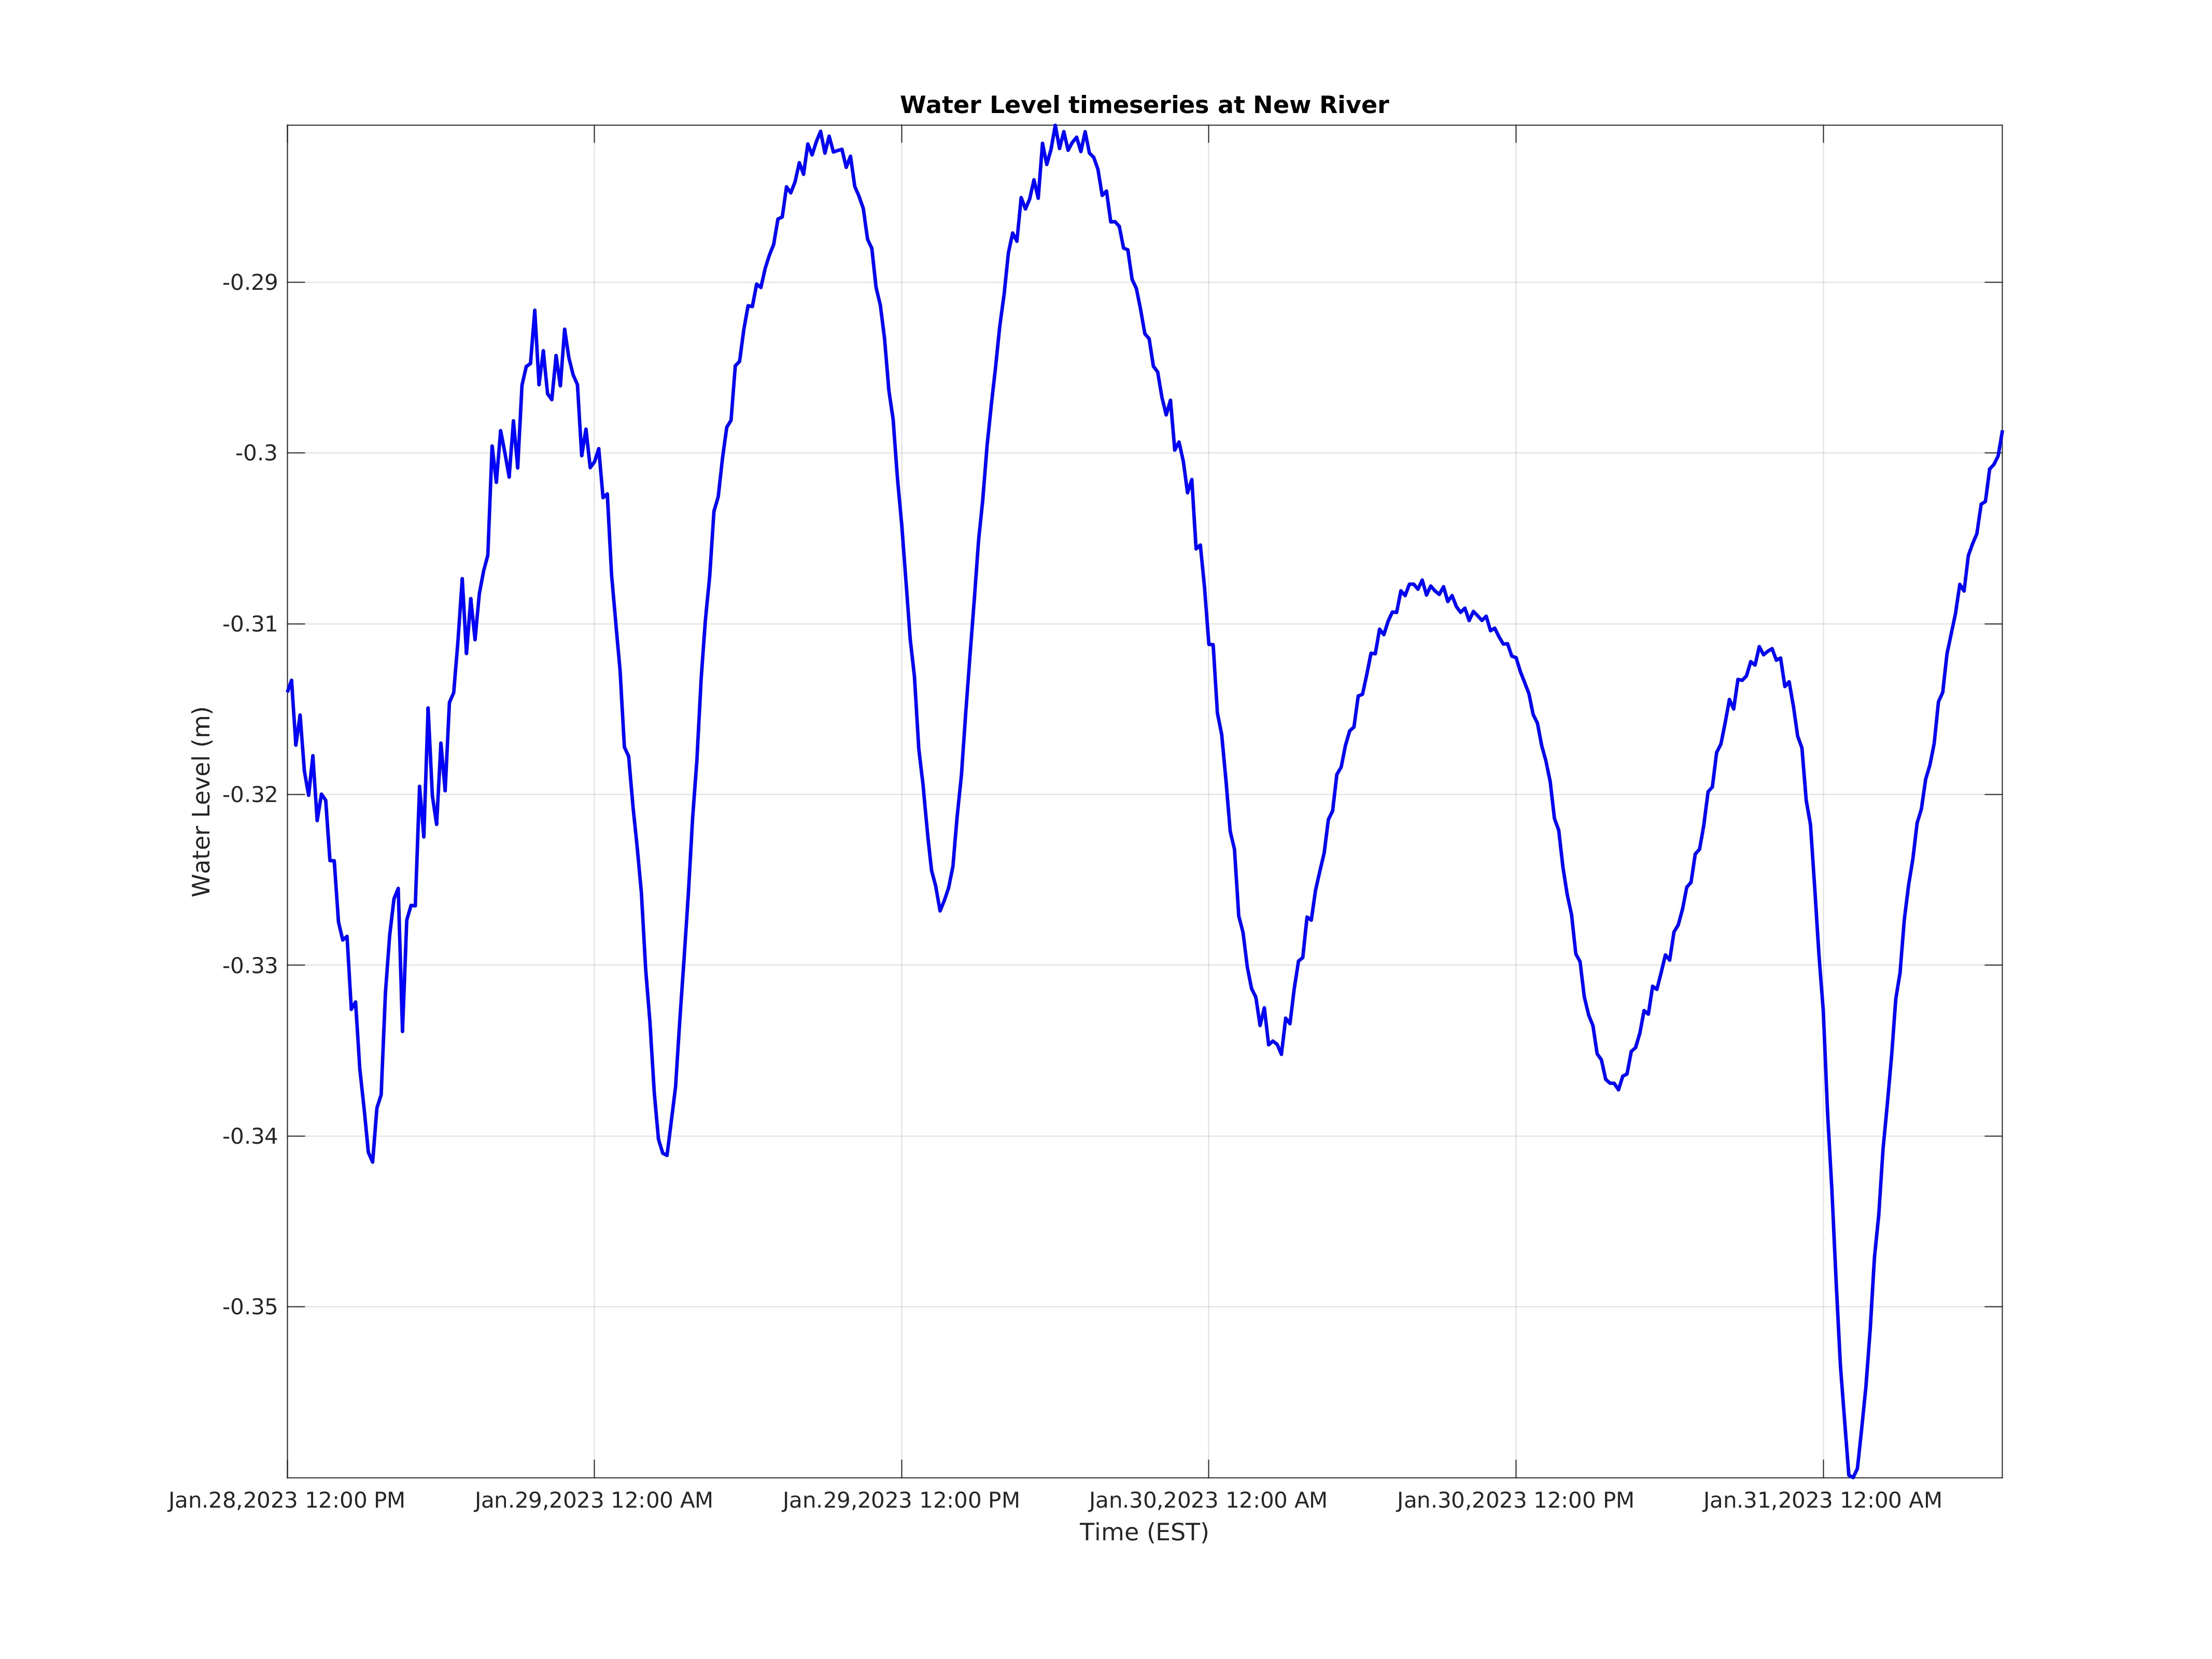 Water Level timeseries at New River
-0.29
-0.3
-0.31
-0.32
-0.33
-0.34
-0.35
Water Level (m)
Jan.28,2023 12:00 PM
Jan.29,2023 12:00 AM
Jan.29,2023 12:00 PM
Jan.30,2023 12:00 AM
Jan.30,2023 12:00 PM
Jan.31,2023 12:00 AM
Time (EST)